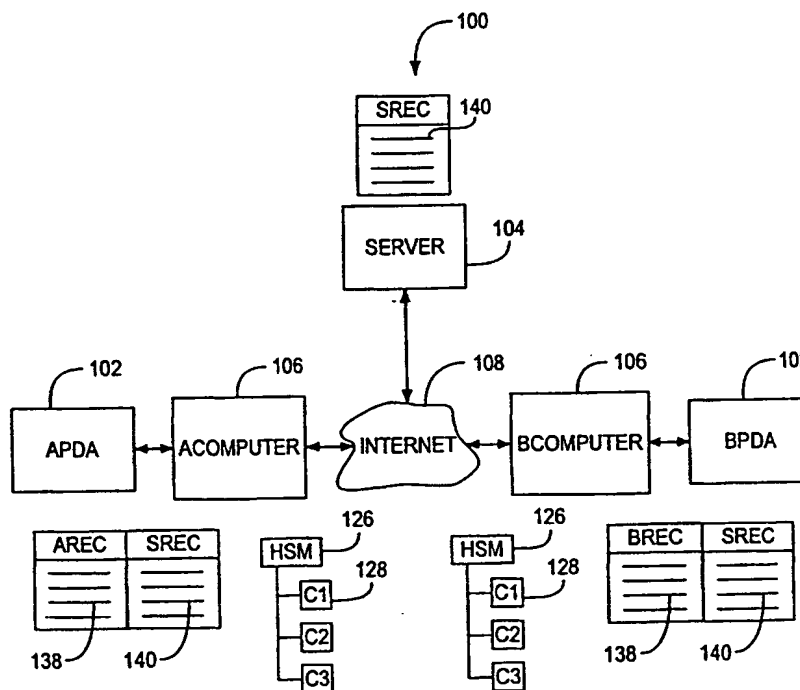 100
SREC
140
SERVER
104
102
106
108
106
10
APDA
ACOMPUTER
INTERNET
BCOMPUTER
BPDA
AREC SREC
138
140
HSM
126
C1
128
C2
C3
HSM
126
C1
128
C2
C3
BREC SREC
138
140